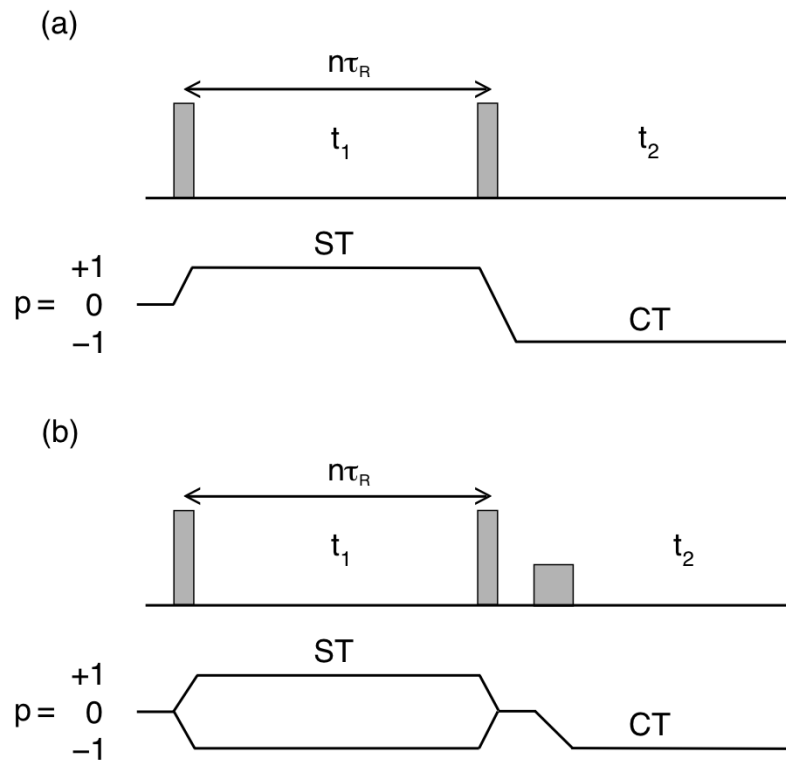 (a)
nτR
t1
t2
ST
+1
p = 0
CT
−1
(b)
nτR
t1
t2
ST
+1
p = 0
CT
−1